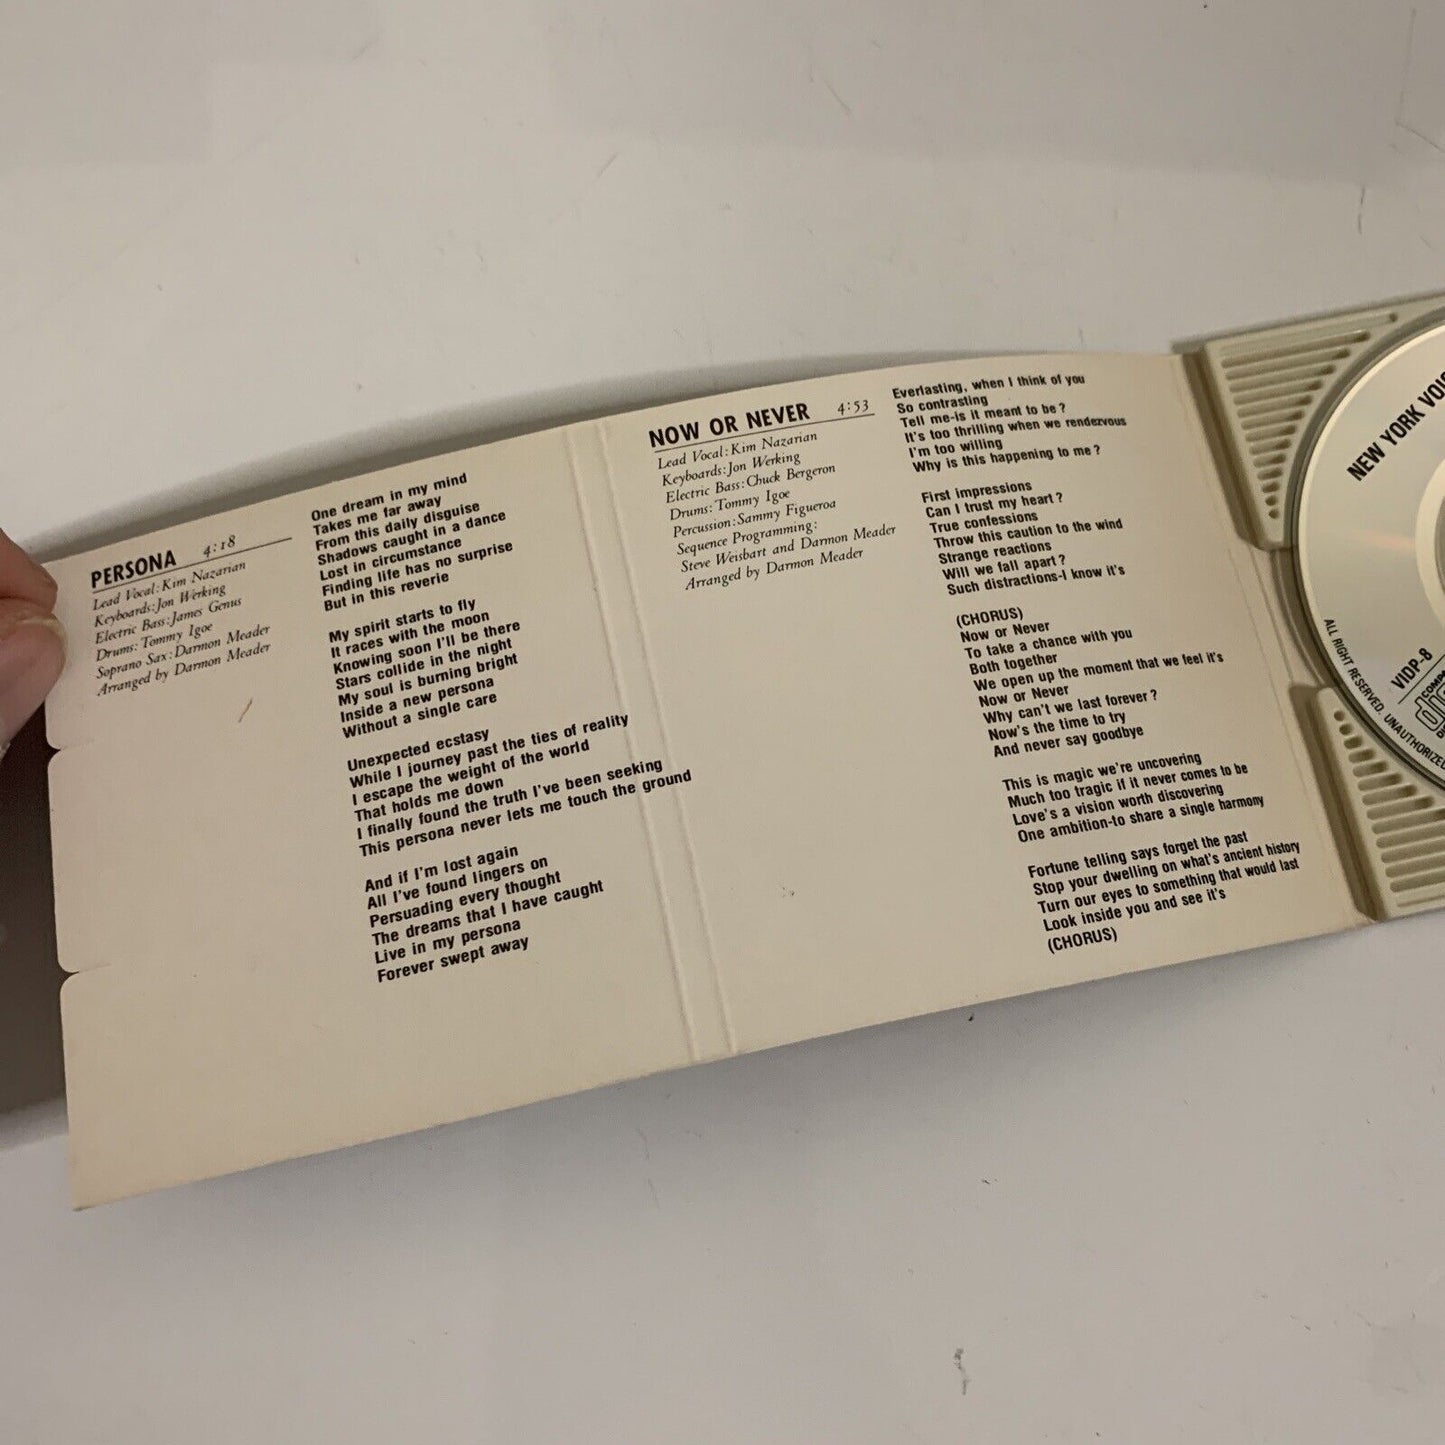 PERSONA 4:18
Lead Vocal:Kim Nazarian
Keyboards:Jon Werking
Electric Bass:James Genus
Drums:Tommy Igoe
Soprano Sax:Darmon Meader
Arranged by Darmon Meader
One dream in my mind
Takes me far away
From this daily disguise
Shadows caught in a dance
Lost in circumstance
Finding life has no surprise
But in this reverie
My spirit starts to fly
It races with the moon
Knowing soon I'll be there
Stars collide in the night
My soul is burning bright
Inside a new persona
Without a single care
Unexpected ecstasy
While I journey past the ties of reality
I escape the weight of the world
That holds me down
I finally found the truth I've been seeking
This persona never lets me touch the ground
And if I'm lost again
All I've found lingers on
Persuading every thought
The dreams that I have caught
Live in my persona
Forever swept away
NOW OR NEVER 4:53
Lead Vocal:Kim Nazarian
Keyboards:Jon Werking
Electric Bass:Chuck Bergeron
Drums:Tommy Igoe
Percussion:Sammy Figueroa
Sequence Programming:
Steve Weisbart and Darmon Meader
Arranged by Darmon Meader
Everlasting, when I think of you
So contrasting
Tell me-is it meant to be?
It's too thrilling when we rendezvous
I'm too willing
Why is this happening to me?
First impressions
Can I trust my heart?
True confessions
Throw this caution to the wind
Strange reactions
Will we fall apart?
Such distractions-I know it's
(CHORUS)
Now or Never
To take a chance with you
Both together
We open up the moment that we feel it's
Now or Never
Why can't we last forever?
Now's the time to try
And never say goodbye
This is magic we're uncovering
Much too tragic if it never comes to be
Love's a vision worth discovering
One ambition-to share a single harmony
Fortune telling says forget the past
Stop your dwelling on what's ancient history
Turn our eyes to something that would last
Look inside you and see it's
(CHORUS)
NEW YORK VOI
VIDP-8
ALL RIGHT RESERVED. UNAUTHORIZED